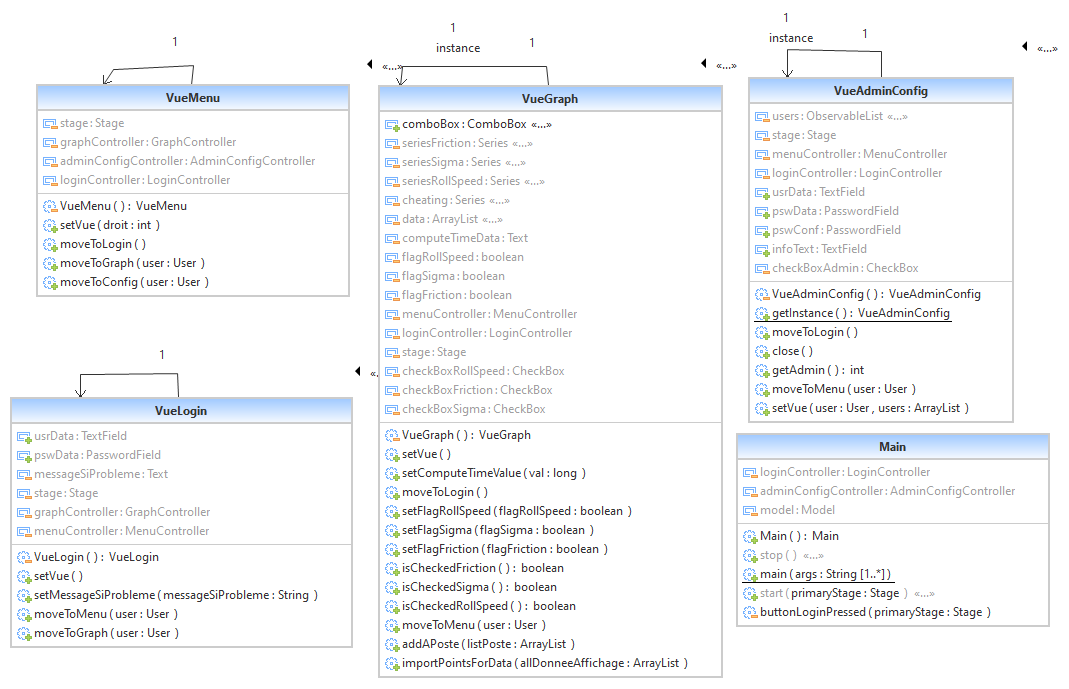 1
«...»
VueMenu
stage : Stage
graphController : GraphController
adminConfigController : AdminConfigController
loginController : LoginController
VueMenu ( ) : VueMenu
setVue ( droit : int )
moveToLogin ( )
moveToGraph ( user : User )
moveToConfig ( user : User )
1
instance
1
«...»
VueGraph
comboBox : ComboBox «...»
seriesFriction : Series «...»
seriesSigma : Series «...»
seriesRollSpeed : Series «...»
cheating : Series «...»
data : ArrayList «...»
computeTimeData : Text
flagRollSpeed : boolean
flagSigma : boolean
flagFriction : boolean
menuController : MenuController
loginController : LoginController
stage : Stage
checkBoxRollSpeed : CheckBox
checkBoxFriction : CheckBox
checkBoxSigma : CheckBox
VueGraph ( ) : VueGraph
setVue ( )
setComputeTimeValue ( val : long )
moveToLogin ( )
setFlagRollSpeed ( flagRollSpeed : boolean )
setFlagSigma ( flagSigma : boolean )
setFlagFriction ( flagFriction : boolean )
isCheckedFriction ( ) : boolean
isCheckedSigma ( ) : boolean
isCheckedRollSpeed ( ) : boolean
moveToMenu ( user : User )
addAPoste ( listPoste : ArrayList )
importPointsForData ( allDonneeAffichage : ArrayList )
1
instance
1
«...»
VueAdminConfig
users : ObservableList «...»
stage : Stage
menuController : MenuController
loginController : LoginController
usrData : TextField
pswData : PasswordField
pswConf : PasswordField
infoText : TextField
checkBoxAdmin : CheckBox
VueAdminConfig ( ) : VueAdminConfig
getInstance ( ) : VueAdminConfig
moveToLogin ( )
close ( )
getAdmin ( ) : int
moveToMenu ( user : User )
setVue ( user : User , users : ArrayList )
1
«..
VueLogin
usrData : TextField
pswData : PasswordField
messageSiProbleme : Text
stage : Stage
graphController : GraphController
menuController : MenuController
VueLogin ( ) : VueLogin
setVue ( )
setMessageSiProbleme ( messageSiProbleme : String )
moveToMenu ( user : User )
moveToGraph ( user : User )
Main
loginController : LoginController
adminConfigController : AdminConfigController
model : Model
Main ( ) : Main
stop ( ) «...»
main ( args : String [1..*] )
start ( primaryStage : Stage ) «...»
buttonLoginPressed ( primaryStage : Stage )